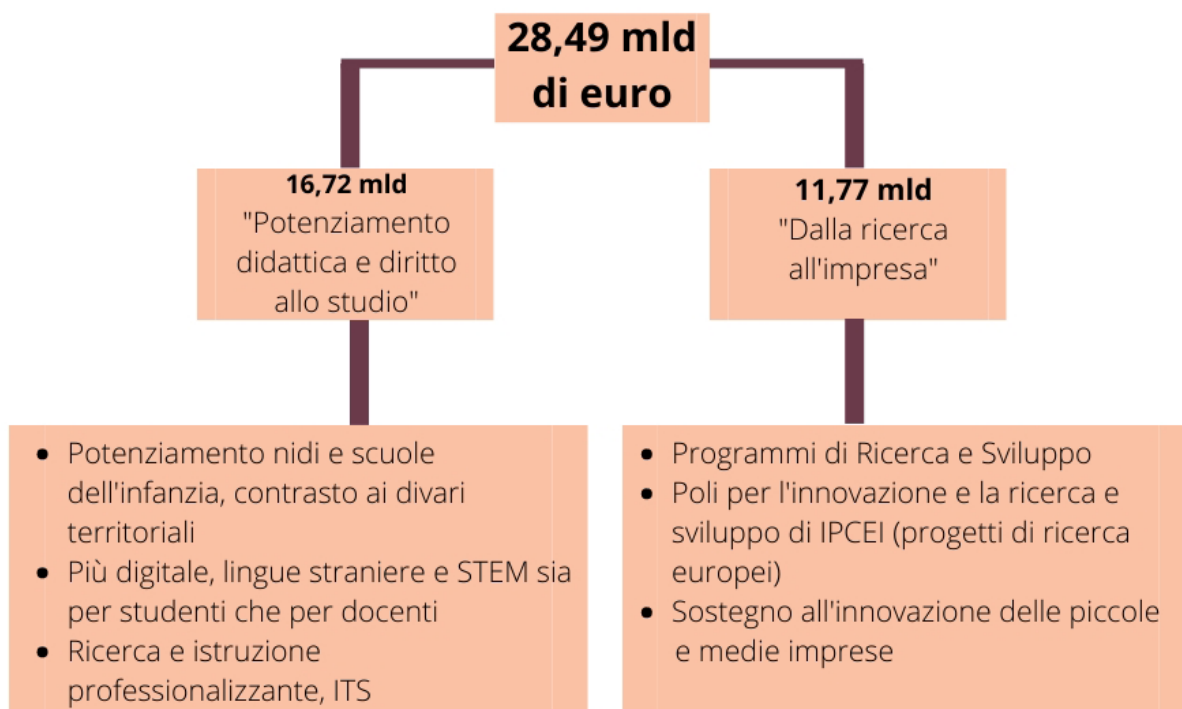 28,49 mld
di euro
16,72 mld
"Potenziamento
didattica e diritto
allo studio"
11,77 mld
"Dalla ricerca
all'impresa"
• Potenziamento nidi e scuole
dell'infanzia, contrasto ai divari
territoriali
• Più digitale, lingue straniere e STEM sia
per studenti che per docenti
• Ricerca e istruzione
professionalizzante, ITS
• Programmi di Ricerca e Sviluppo
• Poli per l'innovazione e la ricerca e
sviluppo di IPCEI (progetti di ricerca
europei)
• Sostegno all'innovazione delle piccole
e medie imprese